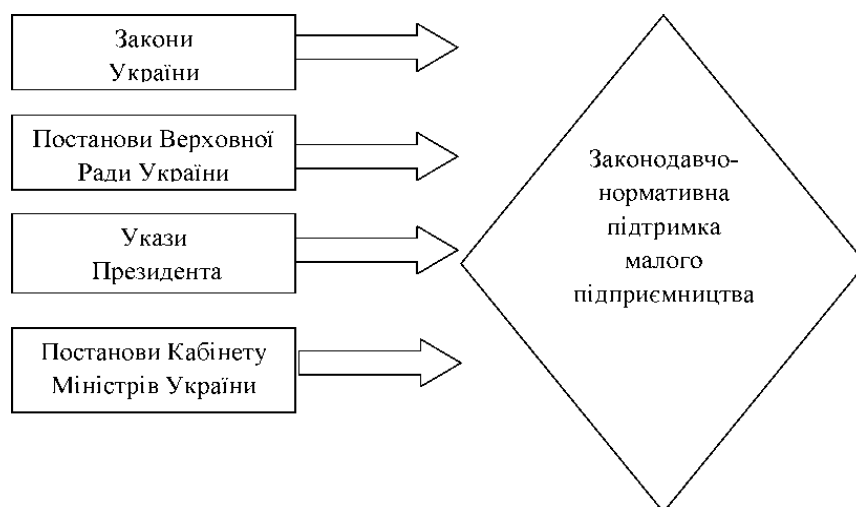 Закони
України
Постанови Верховної
Ради України
Укази
Президента
Постанови Кабінету
Міністрів України
Законодавчо-
нормативна
підтримка
малого
підприємництва